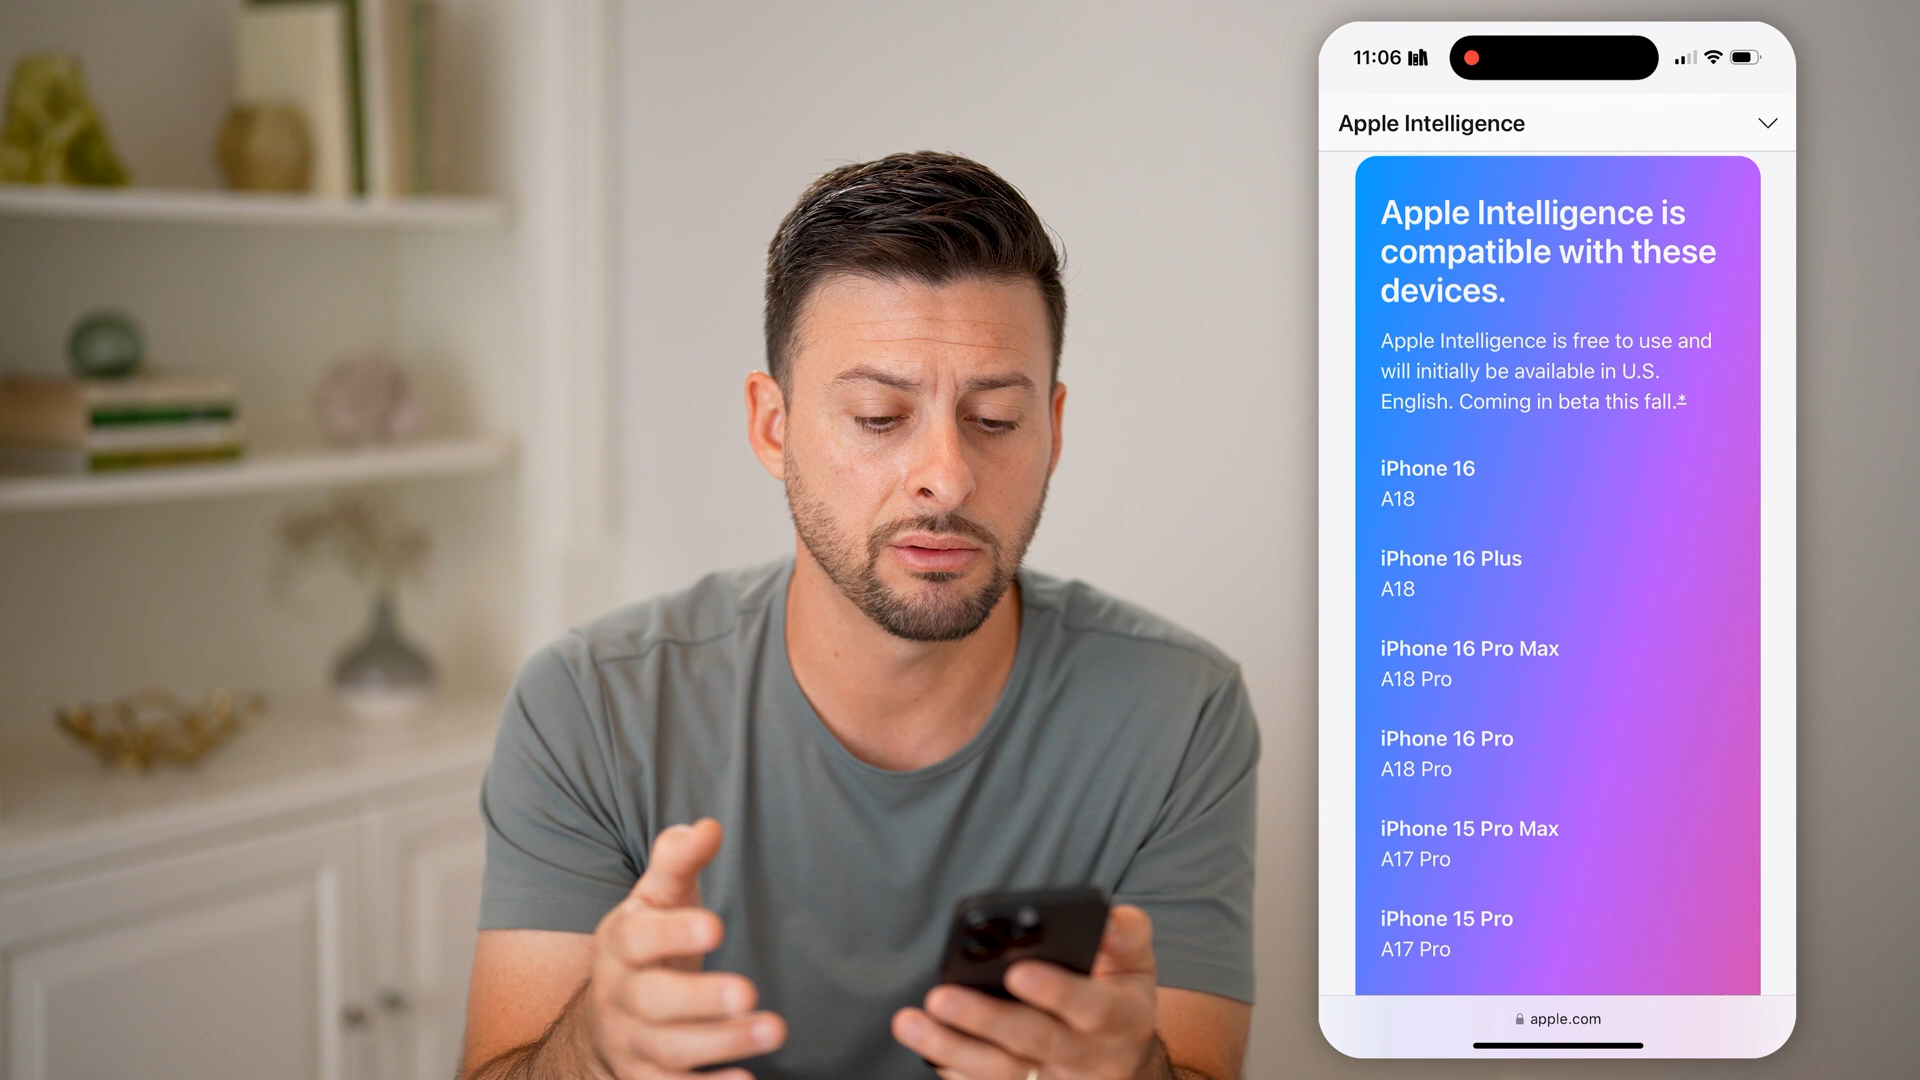 11:06
Apple Intelligence
Apple Intelligence is
compatible with these
devices.
Apple Intelligence is free to use and
will initially be available in U.S.
English. Coming in beta this fall.*
iPhone 16
A18
iPhone 16 Plus
A18
iPhone 16 Pro Max
A18 Pro
iPhone 16 Pro
A18 Pro
iPhone 15 Pro Max
A17 Pro
iPhone 15 Pro
A17 Pro
apple.com